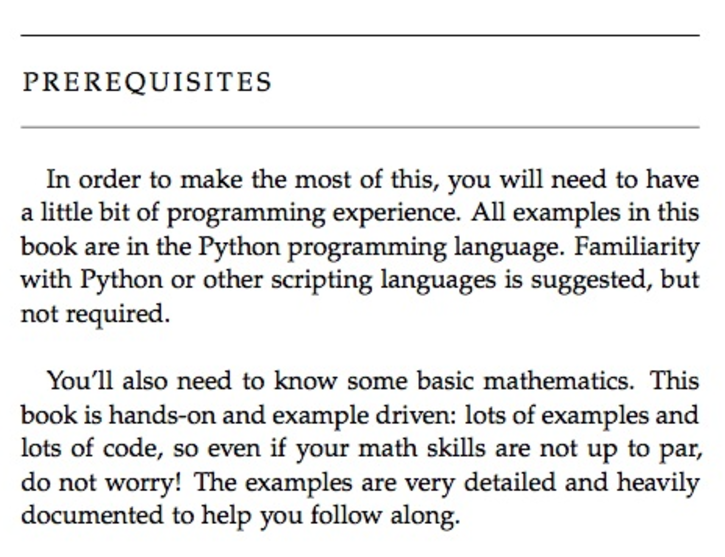 PREREQUISITES
In order to make the most of this, you will need to have
a little bit of programming experience. All examples in this
book are in the Python programming language. Familiarity
with Python or other scripting languages is suggested, but
not required.
You'll also need to know some basic mathematics. This
book is hands-on and example driven: lots of examples and
lots of code, so even if your math skills are not up to par,
do not worry! The examples are very detailed and heavily
documented to help you follow along.